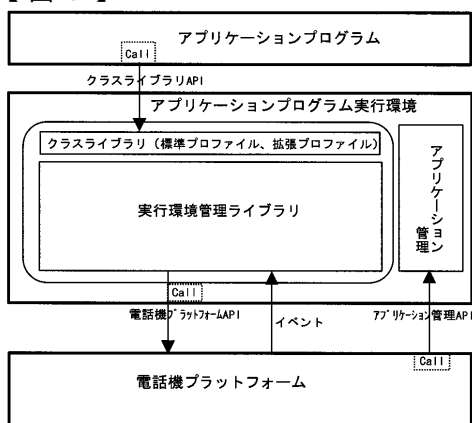 アプリケーションプログラム
Call
クラスライブラリAPI
アプリケーションプログラム実行環境
クラスライブラリ（標準プロファイル、拡張プロファイル）
実行環境管理ライブラリ
アプリケーション管理
Call
電話機プラットフォームAPI
イベント
アプリケーション管理API
Call
電話機プラットフォーム